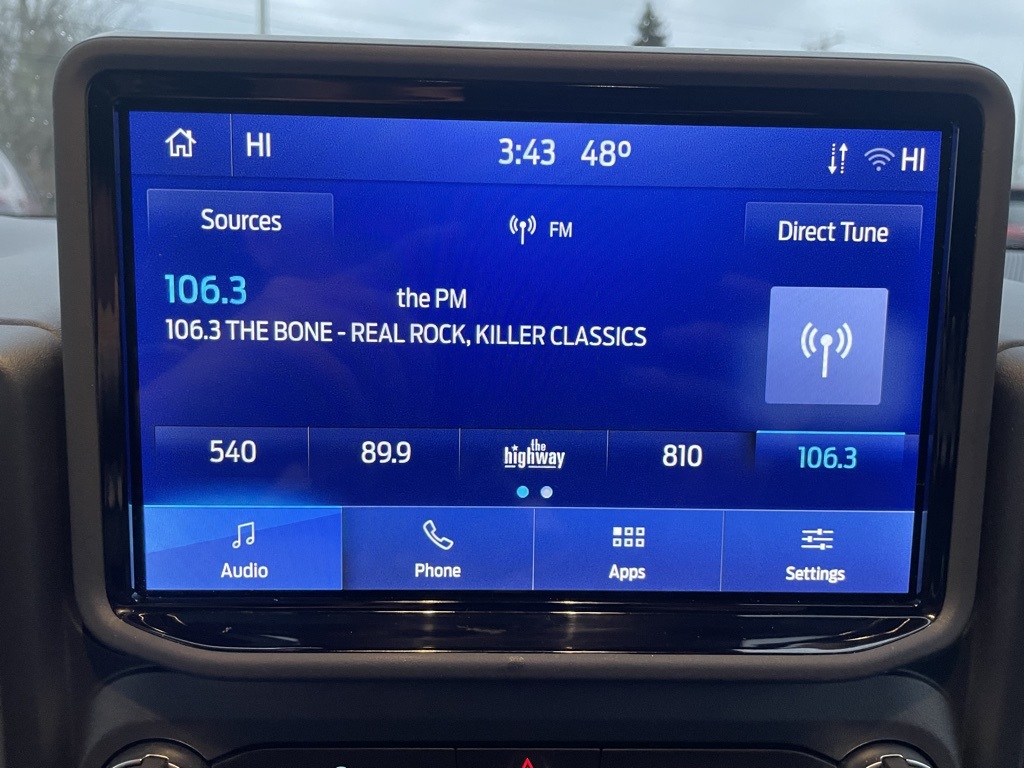 HI 3:43 48° HI
Sources FM Direct Tune
106.3 the PM
106.3 THE BONE - REAL ROCK, KILLER CLASSICS
540 89.9 the highway 810 106.3
Audio Phone Apps Settings